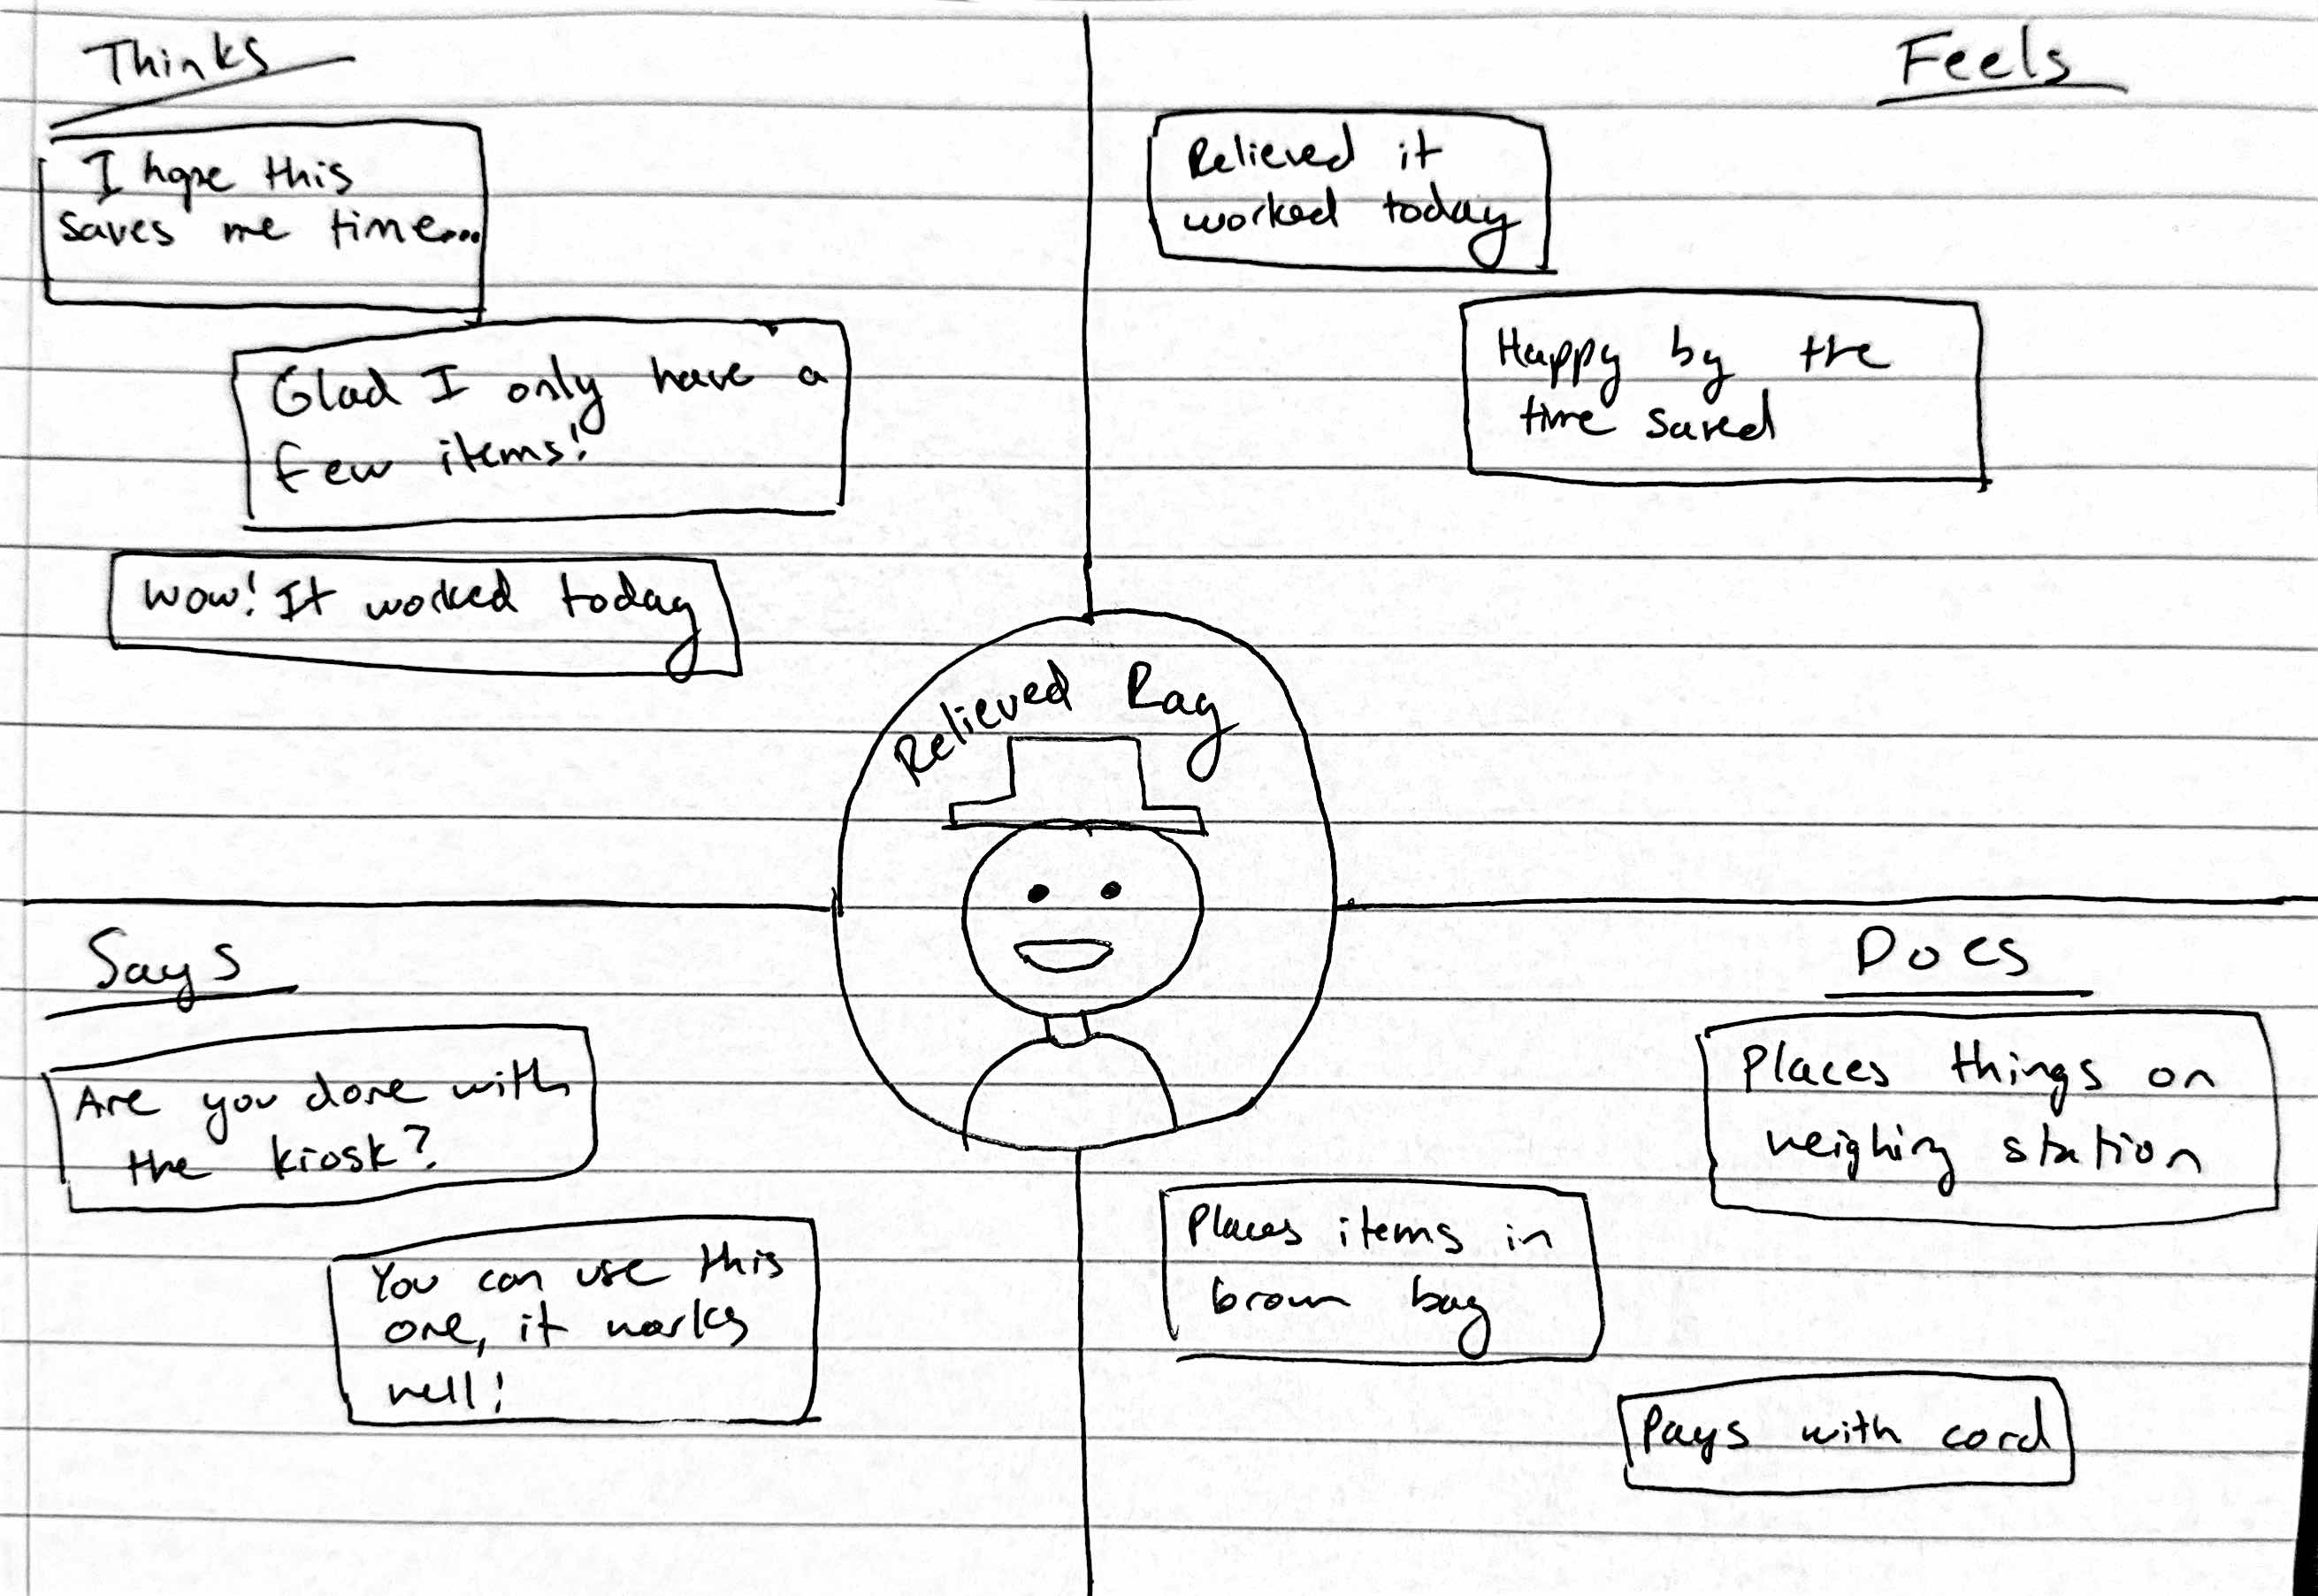 Thinks
I hope this
saves me time...
Glad I only have a
few items!
Wow! It worked today
Feels
Relieved it
worked today
Happy by the
time saved
Relieved Ray
Says
Are you done with
the kiosk?
You can use this
one, it works
well!
Does
Places things on
weighing station
Places items in
brown bag
Pays with card